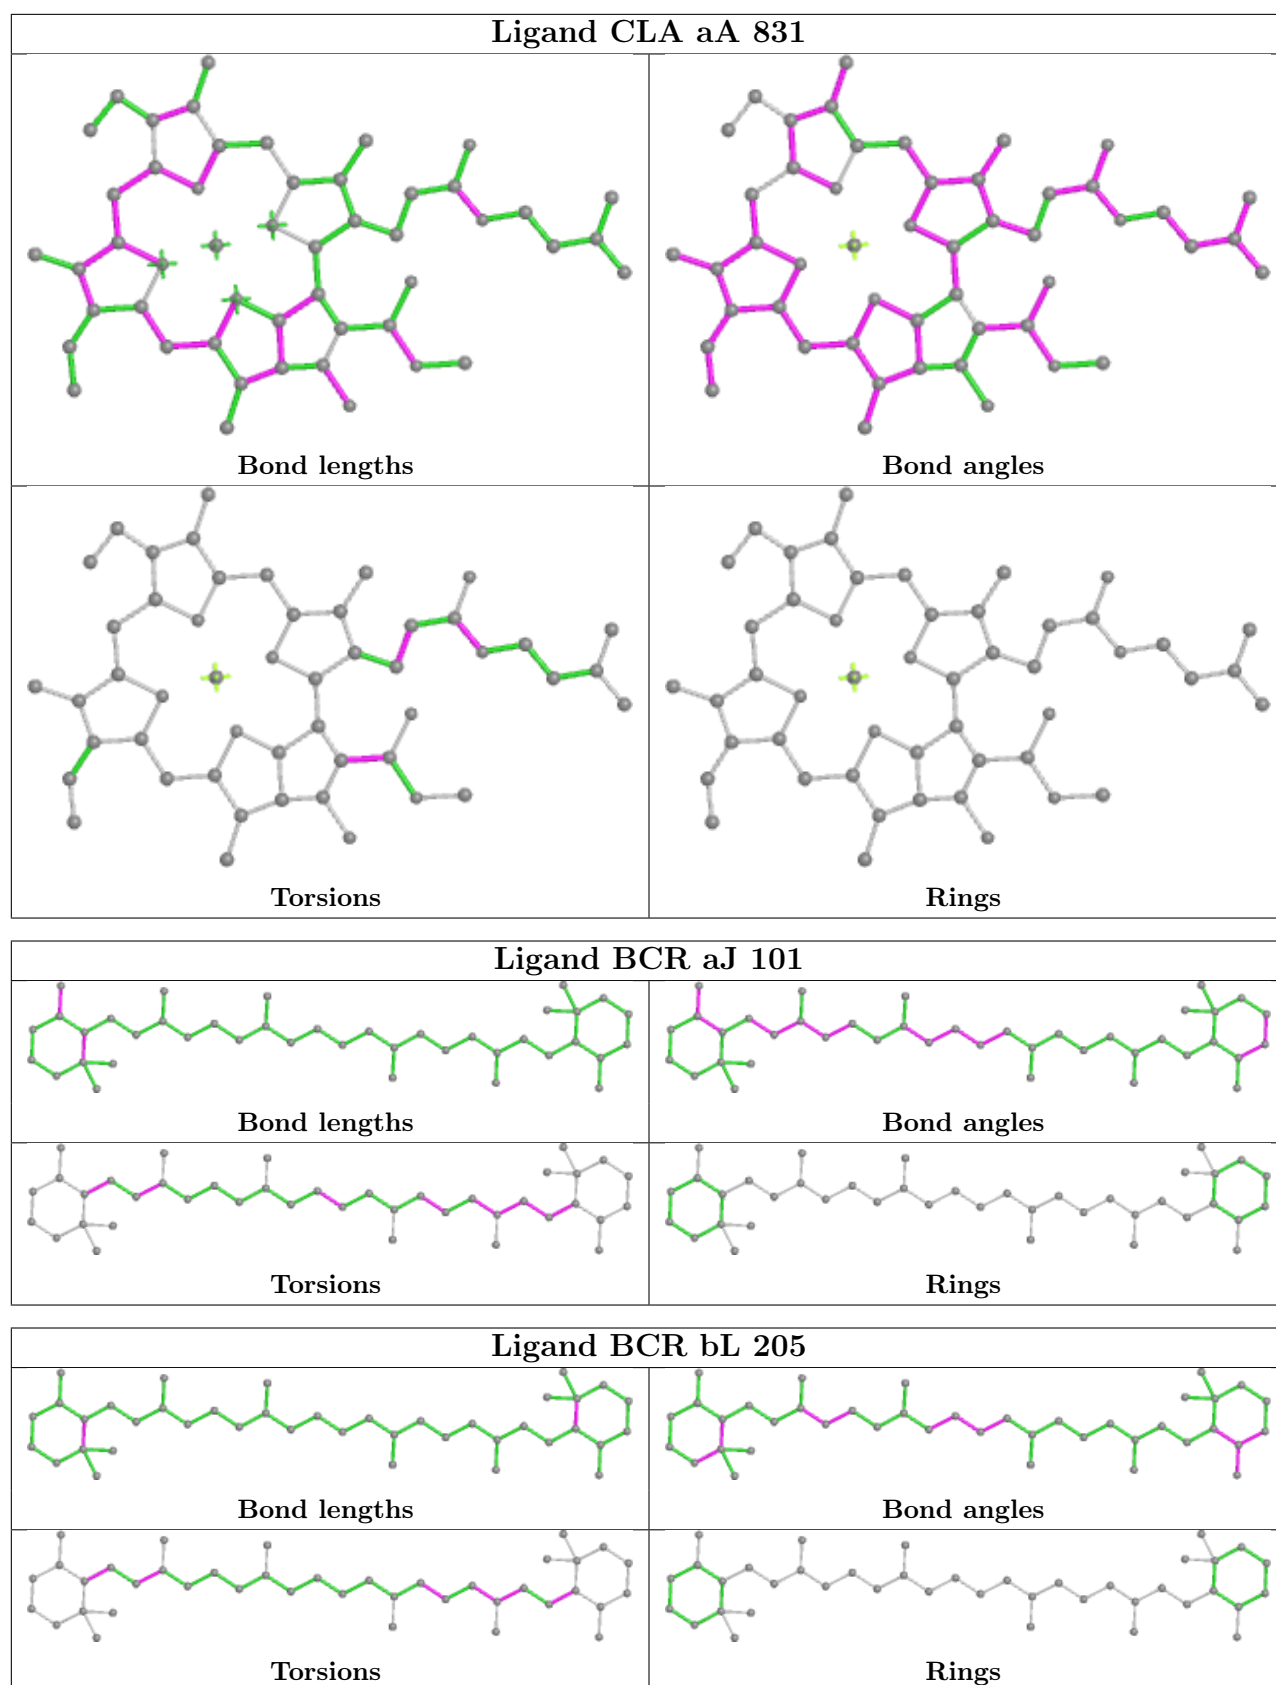 Ligand CLA aA 831
Bond lengths
Bond angles
Torsions
Rings
Ligand BCR aJ 101
Bond lengths
Bond angles
Torsions
Rings
Ligand BCR bL 205
Bond lengths
Bond angles
Torsions
Rings